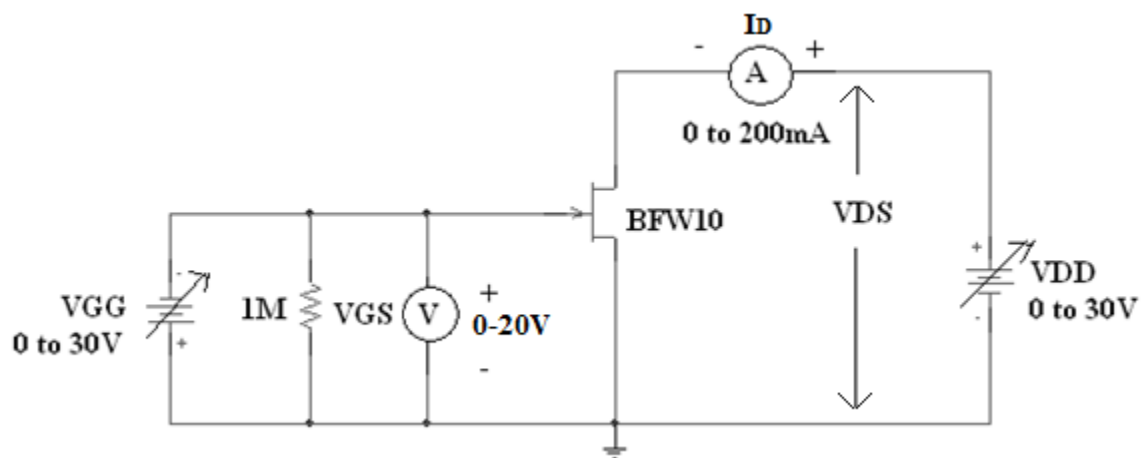 ID
- +
A
0 to 200mA
BFW10
VDS
+
VDD
0 to 30V
-
-
VGG
0 to 30V
+
1M
VGS
V
+
0-20V
-